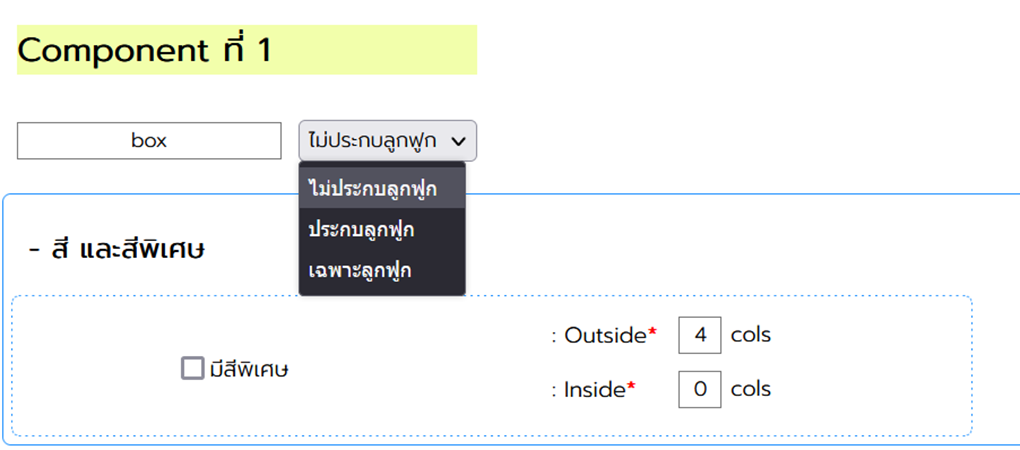 Component ที่ 1
box
ไม่ประกบลูกฟูก
ไม่ประกบลูกฟูก
ประกบลูกฟูก
เฉพาะลูกฟูก
- สี และสีพิเศษ
มีสีพิเศษ
: Outside* 4 cols
: Inside* 0 cols